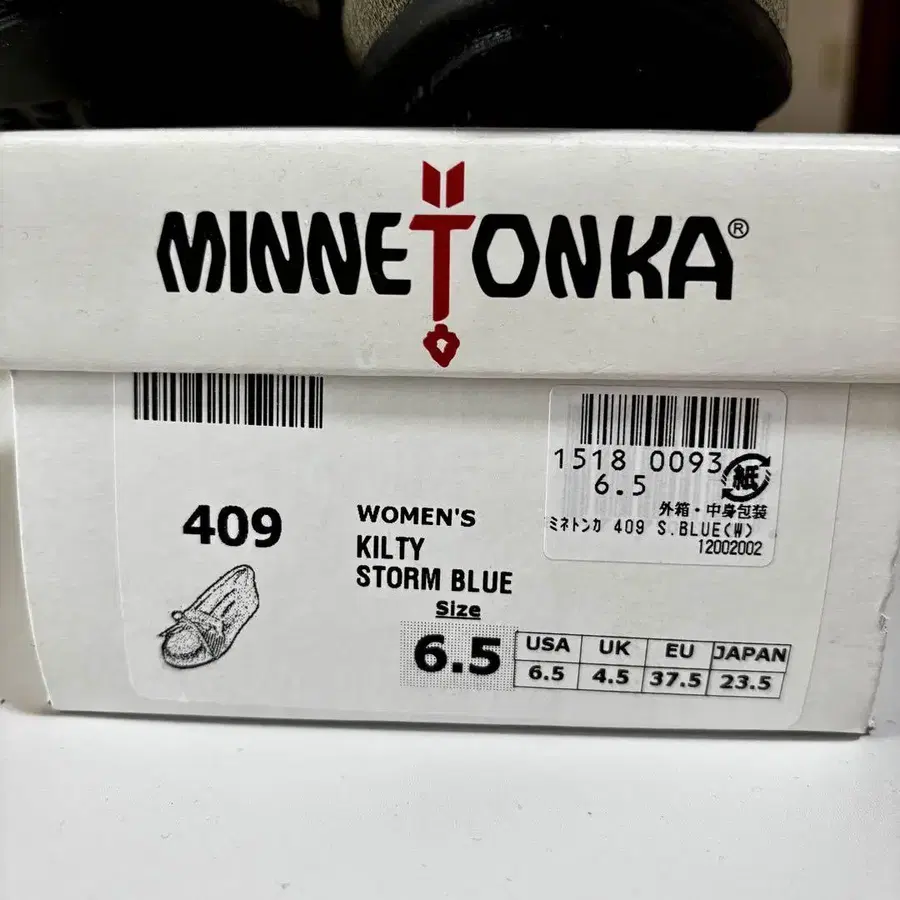 MINNETONKA®
1518 0093
6.5
紙
外箱・中身包装
ミネトンカ 409 S.BLUE(W)
12002002
409
WOMEN'S
KILTY
STORM BLUE
Size
6.5
USA UK EU JAPAN
6.5 4.5 37.5 23.5